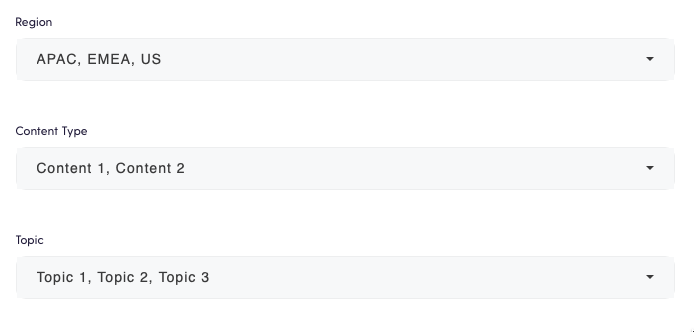 Region
APAC, EMEA, US
Content Type
Content 1, Content 2
Topic
Topic 1, Topic 2, Topic 3